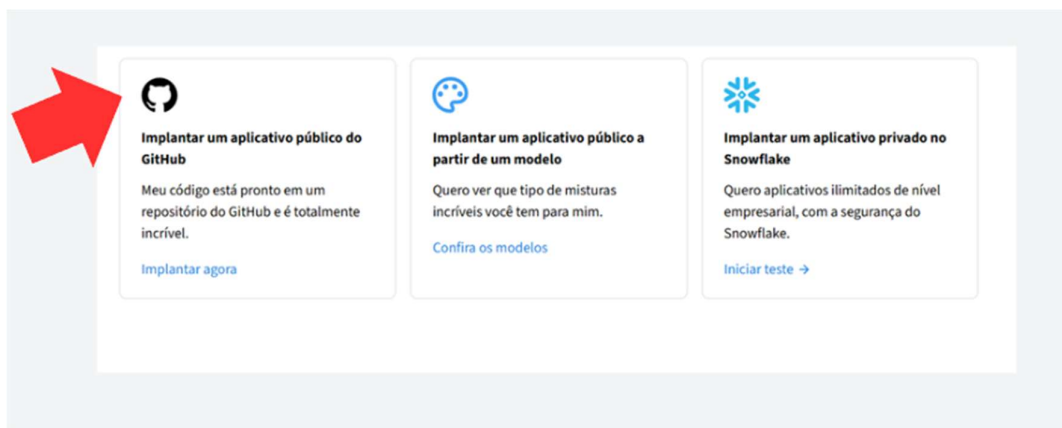 Implantar um aplicativo público do
GitHub
Meu código está pronto em um
repositório do GitHub e é totalmente
incrível.
Implantar agora
Implantar um aplicativo público a
partir de um modelo
Quero ver que tipo de misturas
incríveis você tem para mim.
Confira os modelos
Implantar um aplicativo privado no
Snowflake
Quero aplicativos ilimitados de nível
empresarial, com a segurança do
Snowflake.
Iniciar teste →